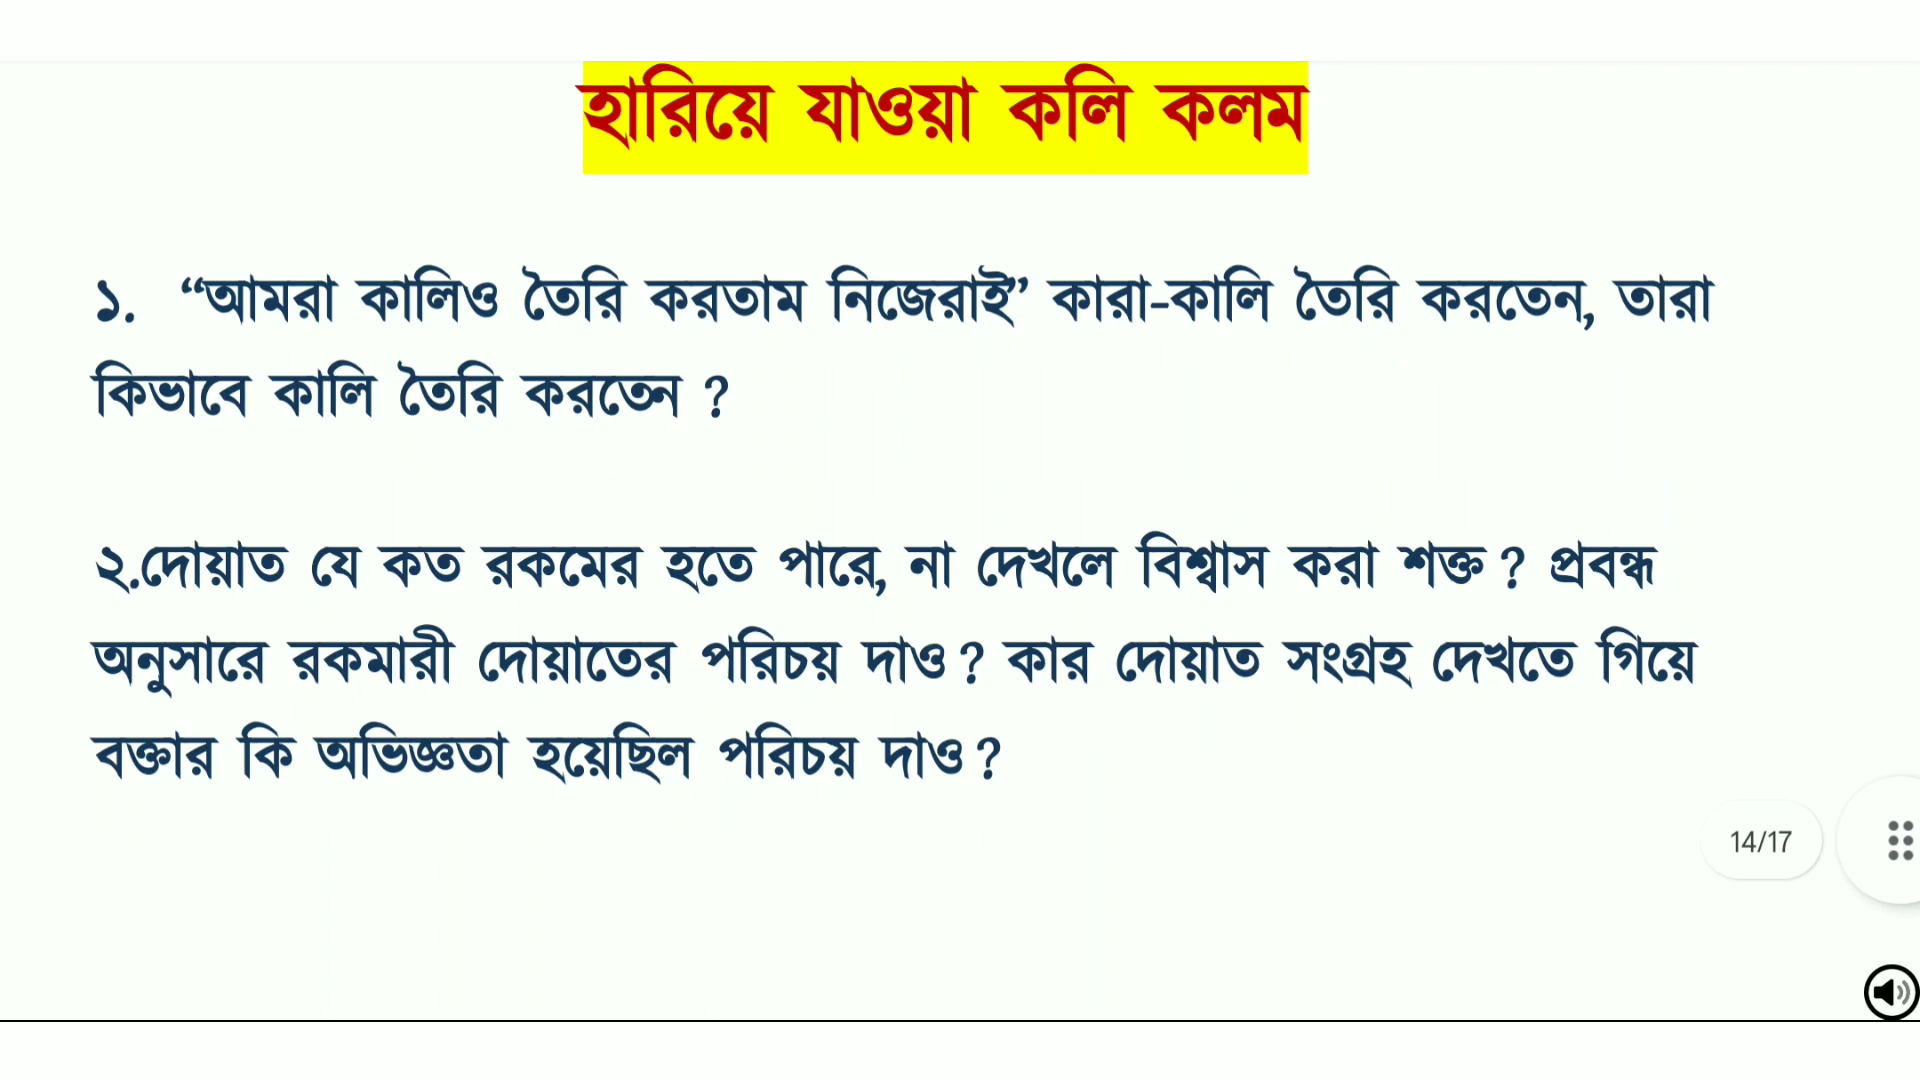 হারিয়ে যাওয়া কলি কলম
১. “আমরা কালিও তৈরি করতাম নিজেরাই” কারা-কালি তৈরি করতেন, তারা
কিভাবে কালি তৈরি করতেন ?
২.দোয়াত যে কত রকমের হতে পারে, না দেখলে বিশ্বাস করা শক্ত ? প্রবন্ধ
অনুসারে রকমারী দোয়াতের পরিচয় দাও ? কার দোয়াত সংগ্রহ দেখতে গিয়ে
বক্তার কি অভিজ্ঞতা হয়েছিল পরিচয় দাও ?
14/17